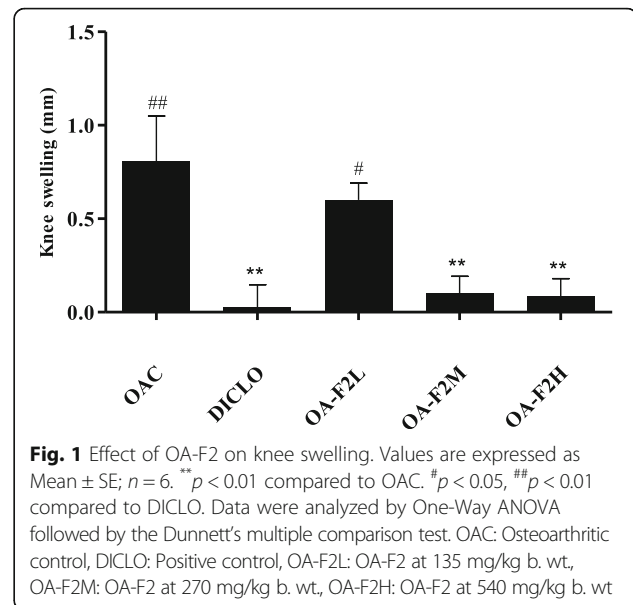 1.5
1.0
0.5
0.0
Knee swelling (mm)
##
**
#
**
**
OAC
DICLO
OA-F2L
OA-F2M
OA-F2H
Fig. 1 Effect of OA-F2 on knee swelling. Values are expressed as
Mean ± SE; n = 6. **p < 0.01 compared to OAC. #p < 0.05, ##p < 0.01
compared to DICLO. Data were analyzed by One-Way ANOVA
followed by the Dunnett’s multiple comparison test. OAC: Osteoarthritic
control, DICLO: Positive control, OA-F2L: OA-F2 at 135 mg/kg b. wt.,
OA-F2M: OA-F2 at 270 mg/kg b. wt., OA-F2H: OA-F2 at 540 mg/kg b. wt